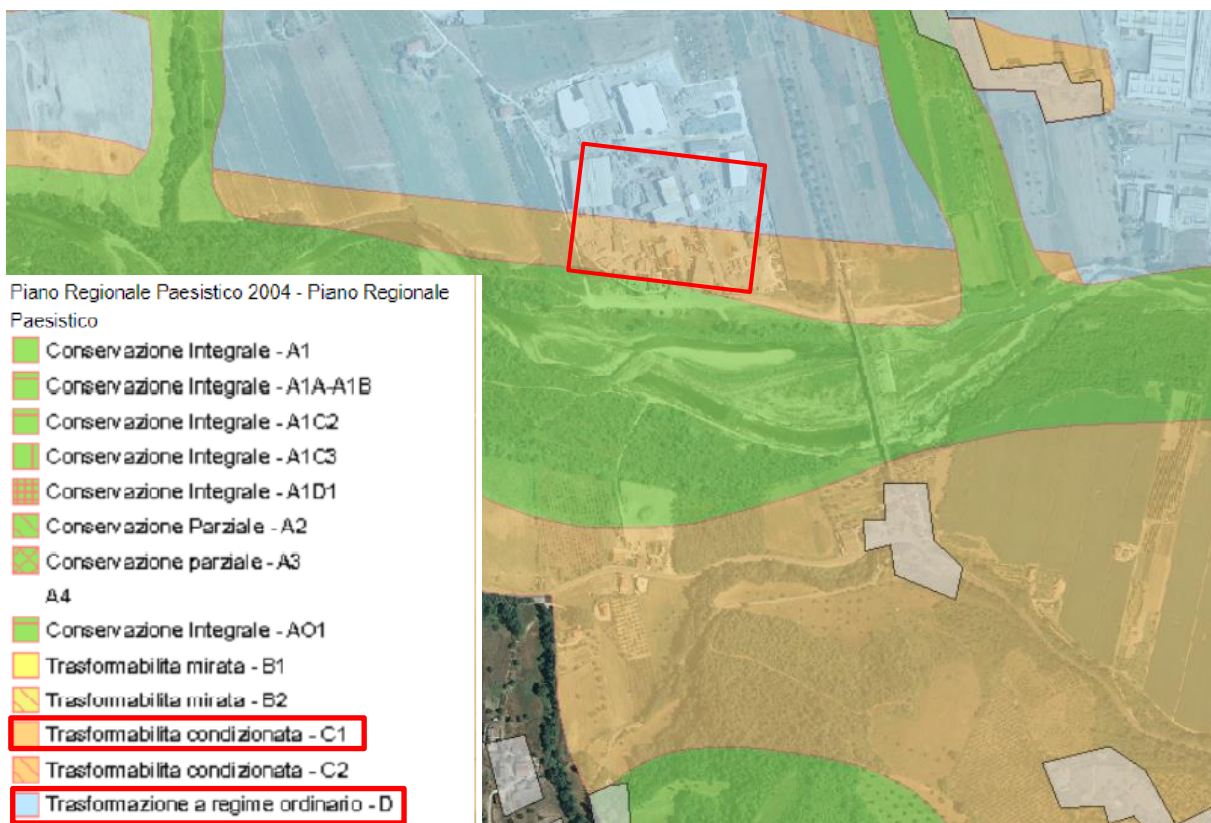 Piano Regionale Paesistico 2004 - Piano Regionale
Paesistico
Conservazione Integrale - A1
Conservazione Integrale - A1A-A1B
Conservazione Integrale - A1C2
Conservazione Integrale - A1C3
Conservazione Integrale - A1D1
Conservazione Parziale - A2
Conservazione parziale - A3
A4
Conservazione Integrale - AO1
Trasformabilita mirata - B1
Trasformabilita mirata - B2
Trasformabilita condizionata - C1
Trasformabilita condizionata - C2
Trasformazione a regime ordinario - D